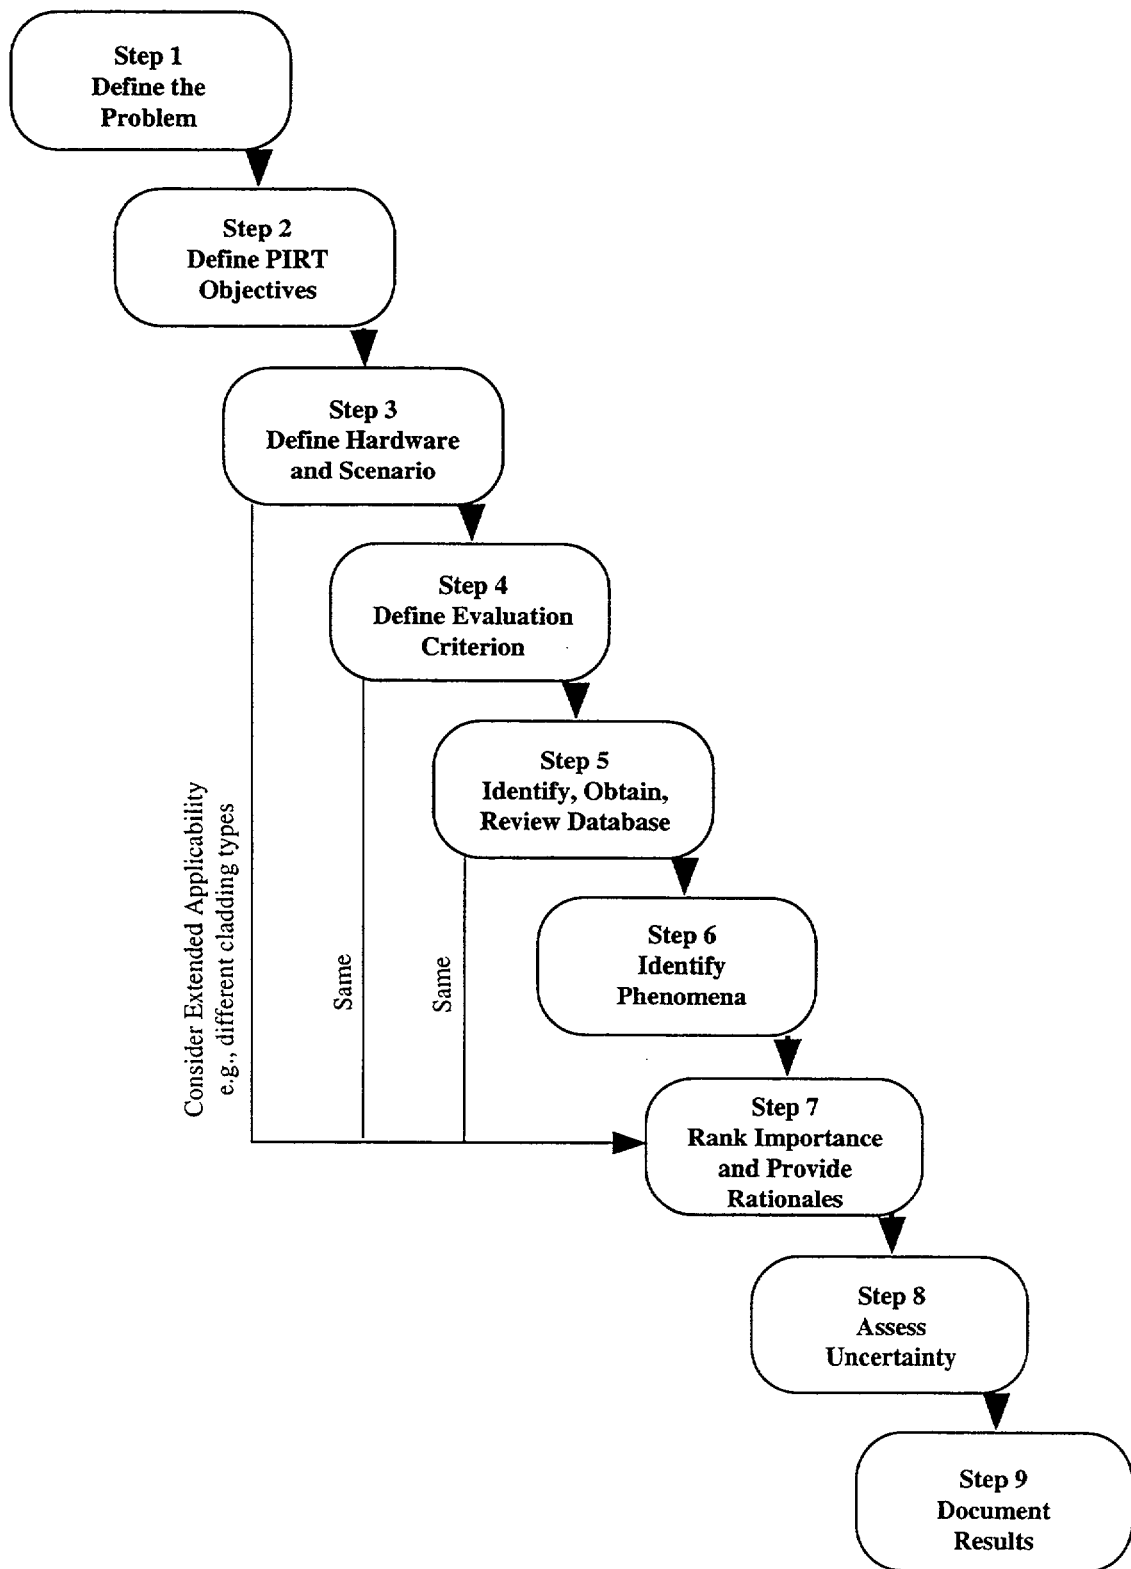 Step 1
Define the
Problem
Step 2
Define PIRT
Objectives
Step 3
Define Hardware
and Scenario
Step 4
Define Evaluation
Criterion
Step 5
Identify, Obtain,
Review Database
Consider Extended Applicability
e.g., different cladding types
Same
Same
Step 6
Identify
Phenomena
Step 7
Rank Importance
and Provide
Rationales
Step 8
Assess
Uncertainty
Step 9
Document
Results